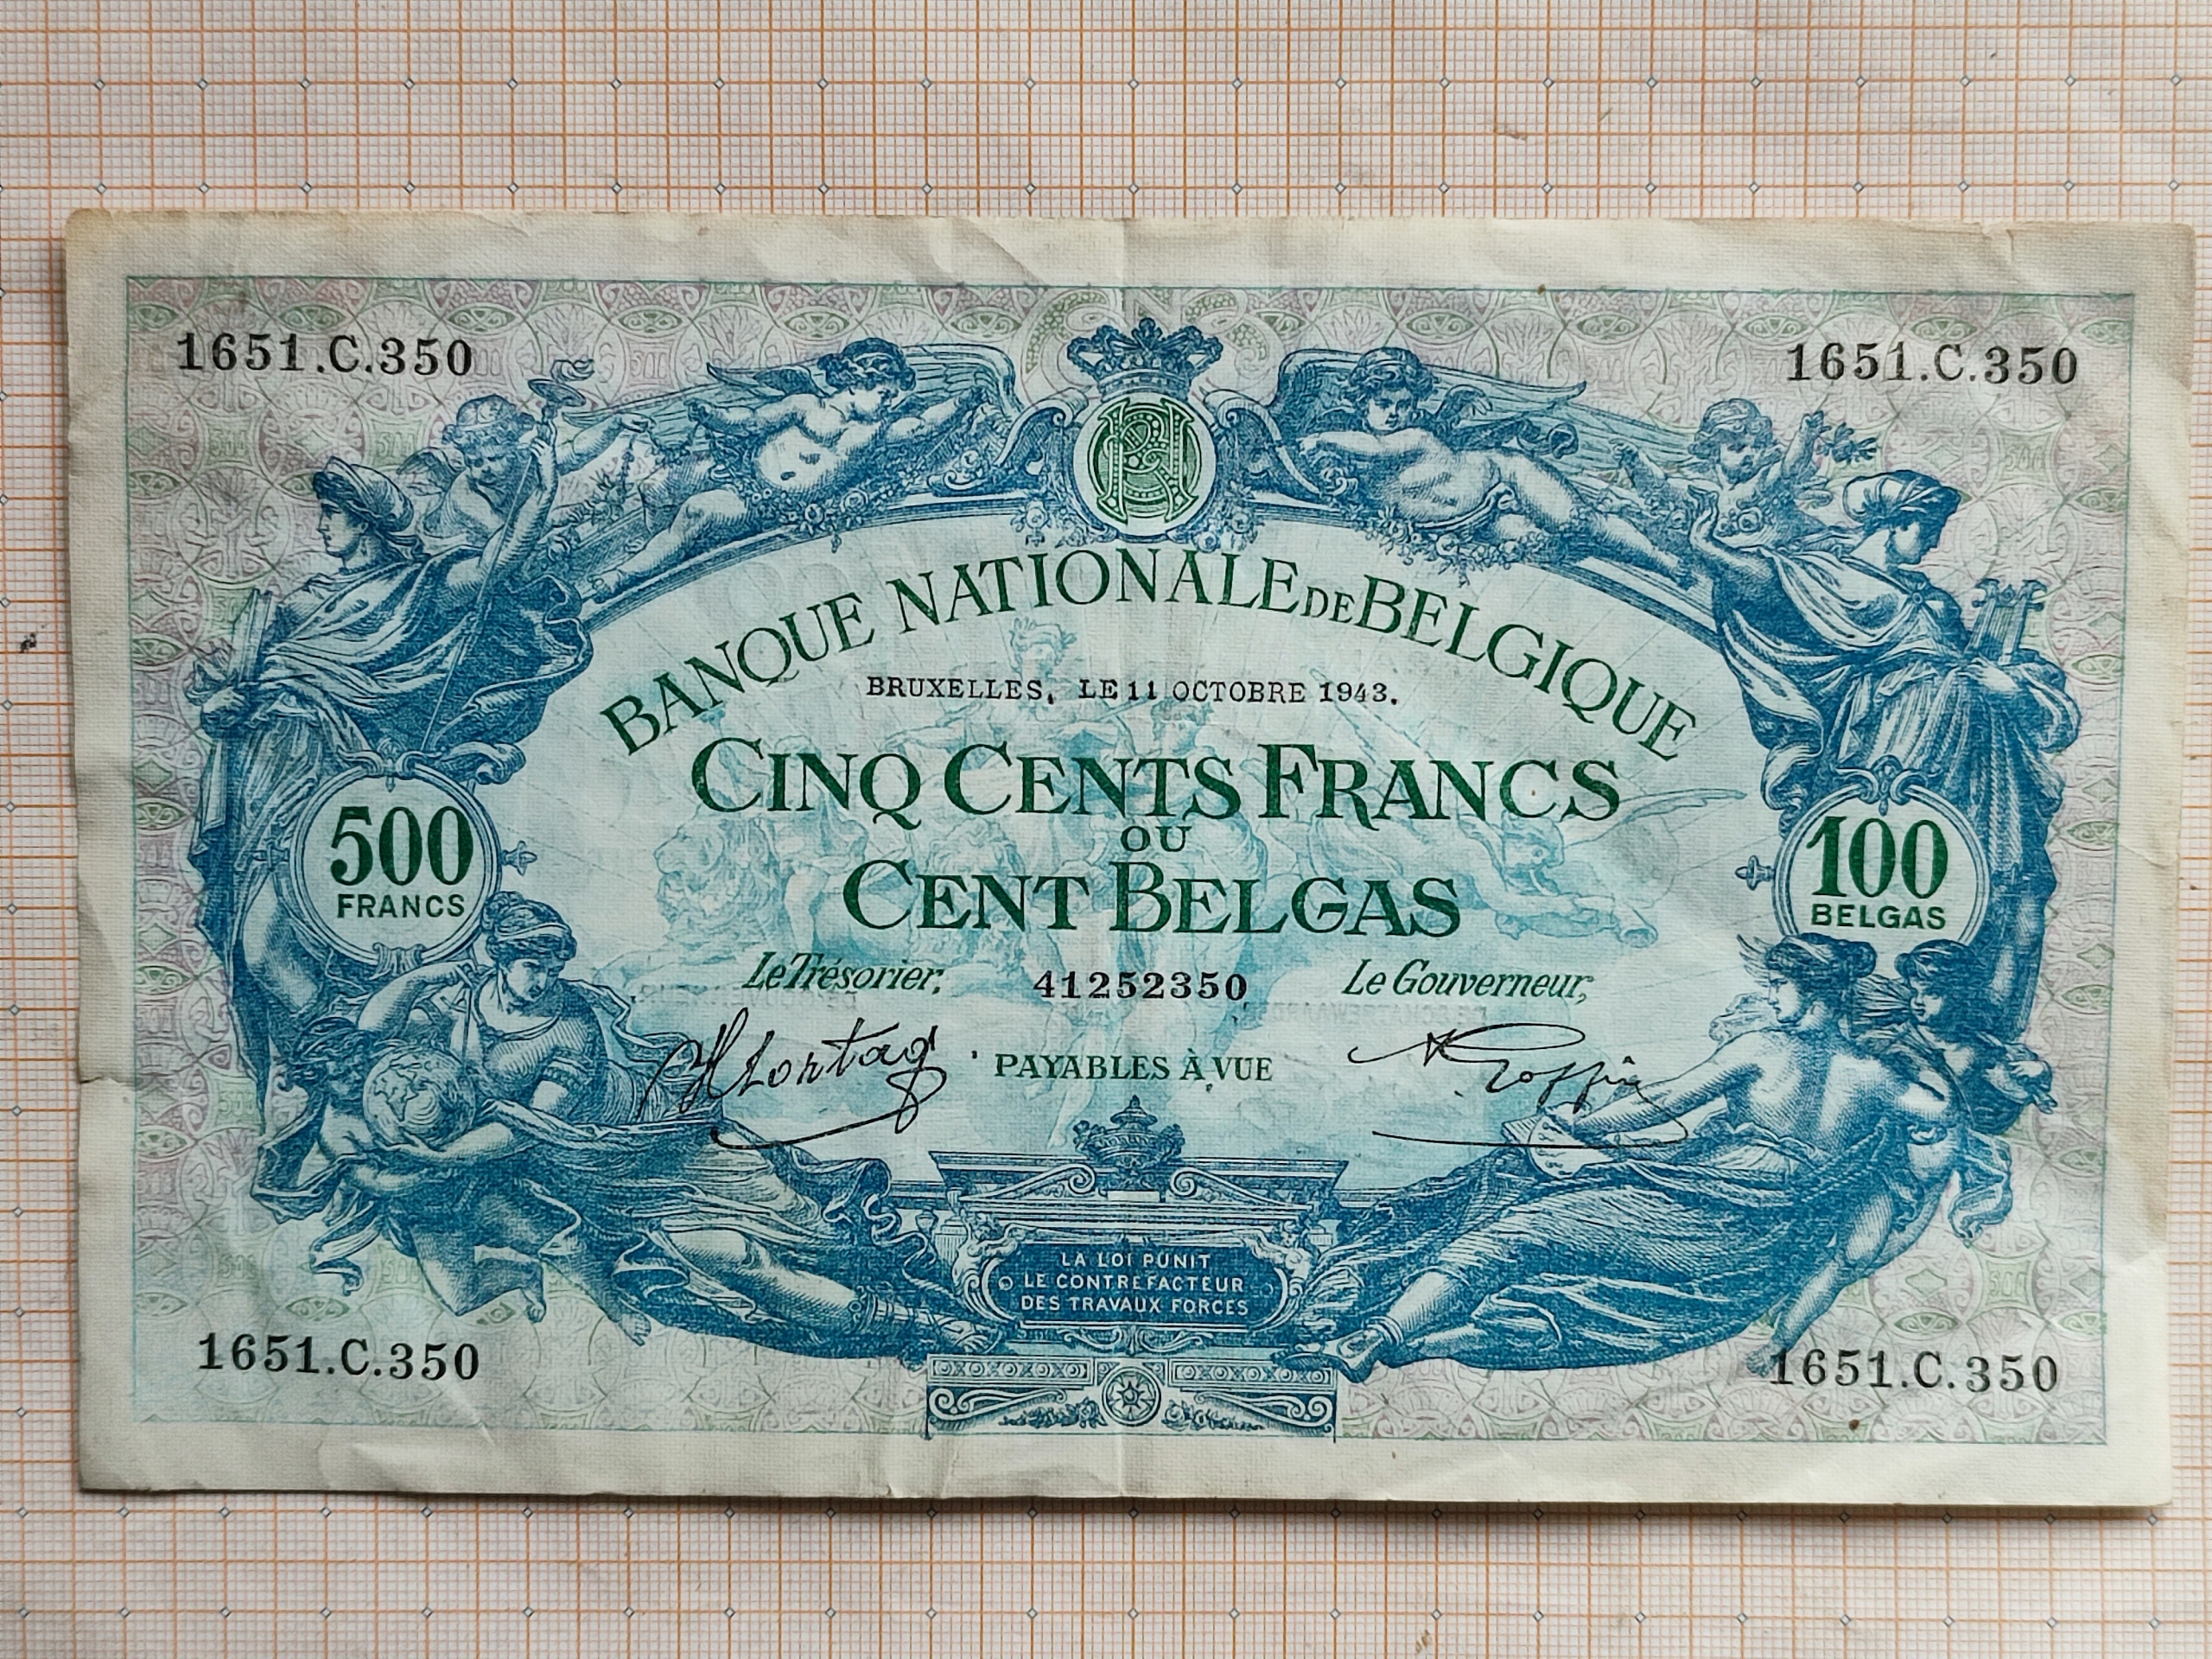 1651.C.350
1651.C.350
BANQUE NATIONALE DE BELGIQUE
BRUXELLES, LE 11 OCTOBRE 1943.
CINQ CENTS FRANCS
OU
CENT BELGAS
500
FRANCS
100
BELGAS
Le Trésorier,
41252350
Le Gouverneur,
PAYABLES À VUE
LA LOI PUNIT
LE CONTREFACTEUR
DES TRAVAUX FORCÉS
1651.C.350
1651.C.350